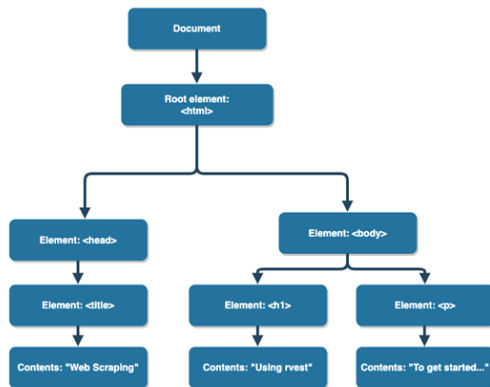 Document
Root element:
<html>
Element: <head>
Element: <body>
Element: <title>
Element: <h1>
Element: <p>
Contents: "Web Scraping"
Contents: "Using rvest"
Contents: "To get started..."